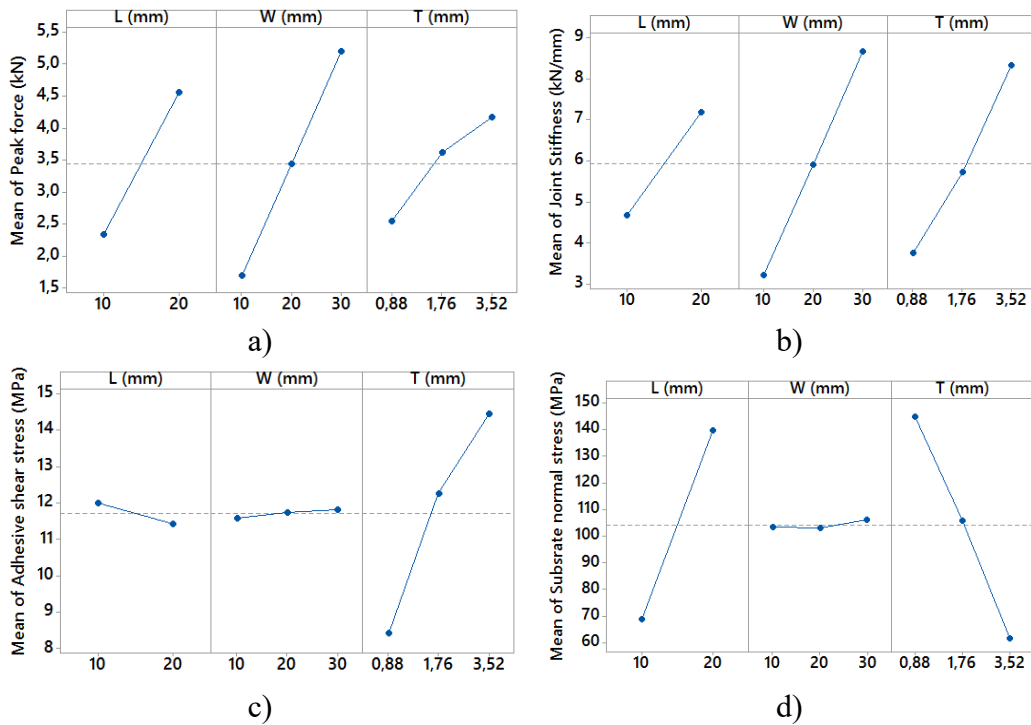 L (mm) W (mm) T (mm)
Mean of Peak force (kN)
5,5
5,0
4,5
4,0
3,5
3,0
2,5
2,0
1,5
10 20 10 20 30 0,88 1,76 3,52
a)
L (mm) W (mm) T (mm)
Mean of Joint Stiffness (kN/mm)
9
8
7
6
5
4
3
10 20 10 20 30 0,88 1,76 3,52
b)
L (mm) W (mm) T (mm)
Mean of Adhesive shear stress (MPa)
15
14
13
12
11
10
9
8
10 20 10 20 30 0,88 1,76 3,52
c)
L (mm) W (mm) T (mm)
Mean of Subsrate normal stress (MPa)
150
140
130
120
110
100
90
80
70
60
10 20 10 20 30 0,88 1,76 3,52
d)